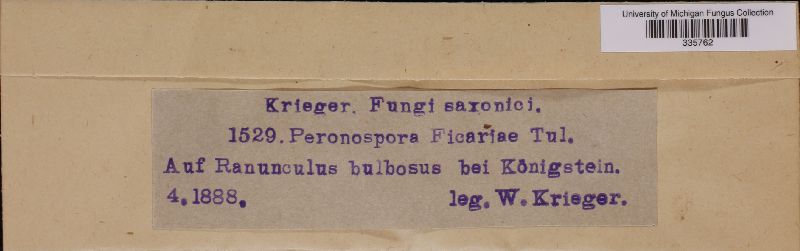 University of Michigan Fungus Collection
335762
Krieger. Fungi saxonici.
1529. Peronospora Ficariae Tul.
Auf Ranunculus bulbosus bei Königstein.
4. 1888. leg. W. Krieger.